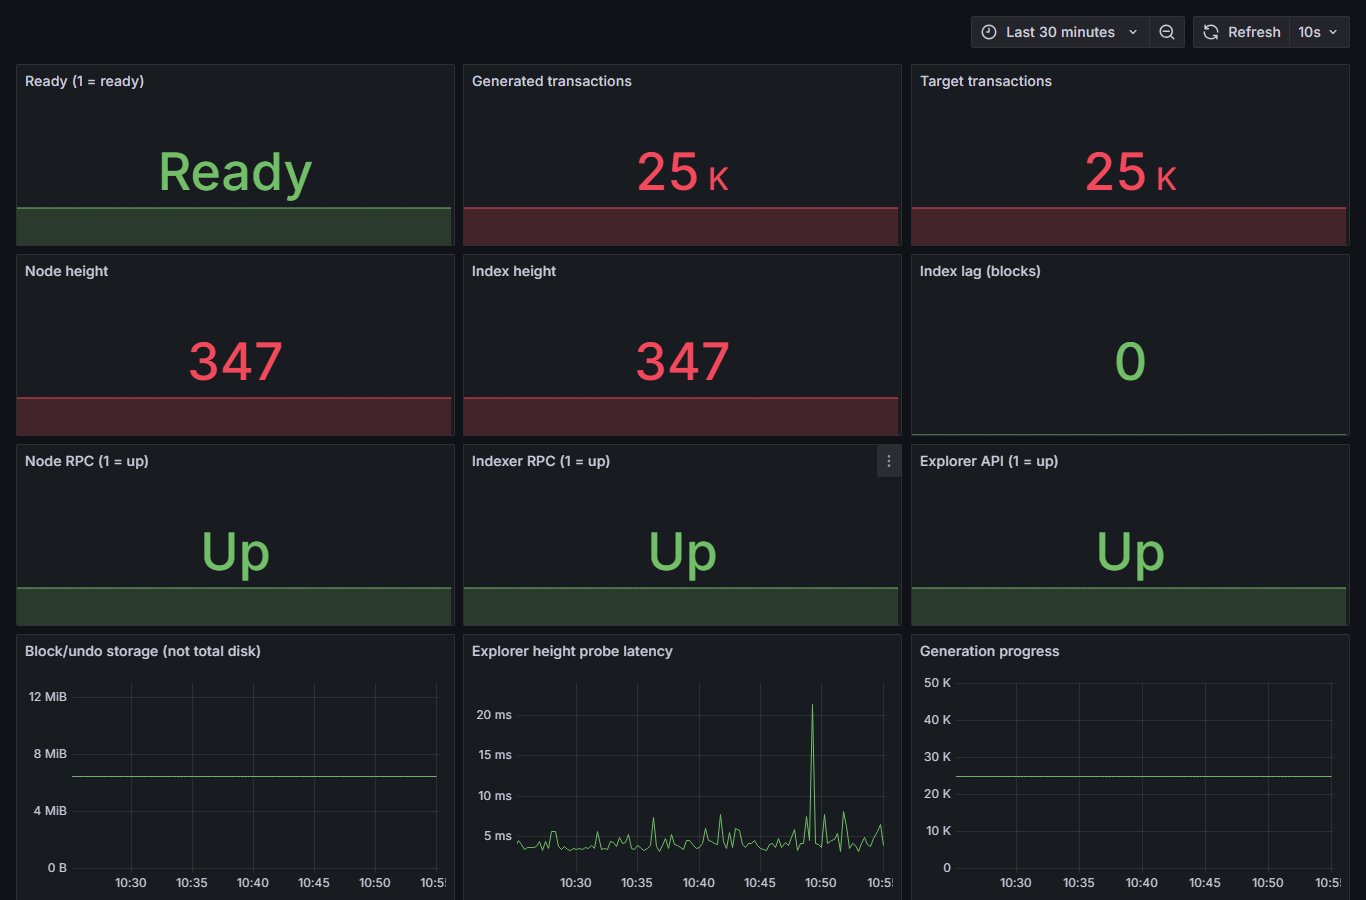 Last 30 minutes
Refresh
10s
Ready (1 = ready)
Generated transactions
Target transactions
Ready
25 K
25 K
Node height
Index height
Index lag (blocks)
347
347
0
Node RPC (1 = up)
Indexer RPC (1 = up)
Explorer API (1 = up)
Up
Up
Up
Block/undo storage (not total disk)
12 MiB
8 MiB
4 MiB
0 B
10:30 10:35 10:40 10:45 10:50
Explorer height probe latency
20 ms
15 ms
10 ms
5 ms
10:30 10:35 10:40 10:45 10:50
Generation progress
50 K
40 K
30 K
20 K
10 K
0
10:30 10:35 10:40 10:45 10:50